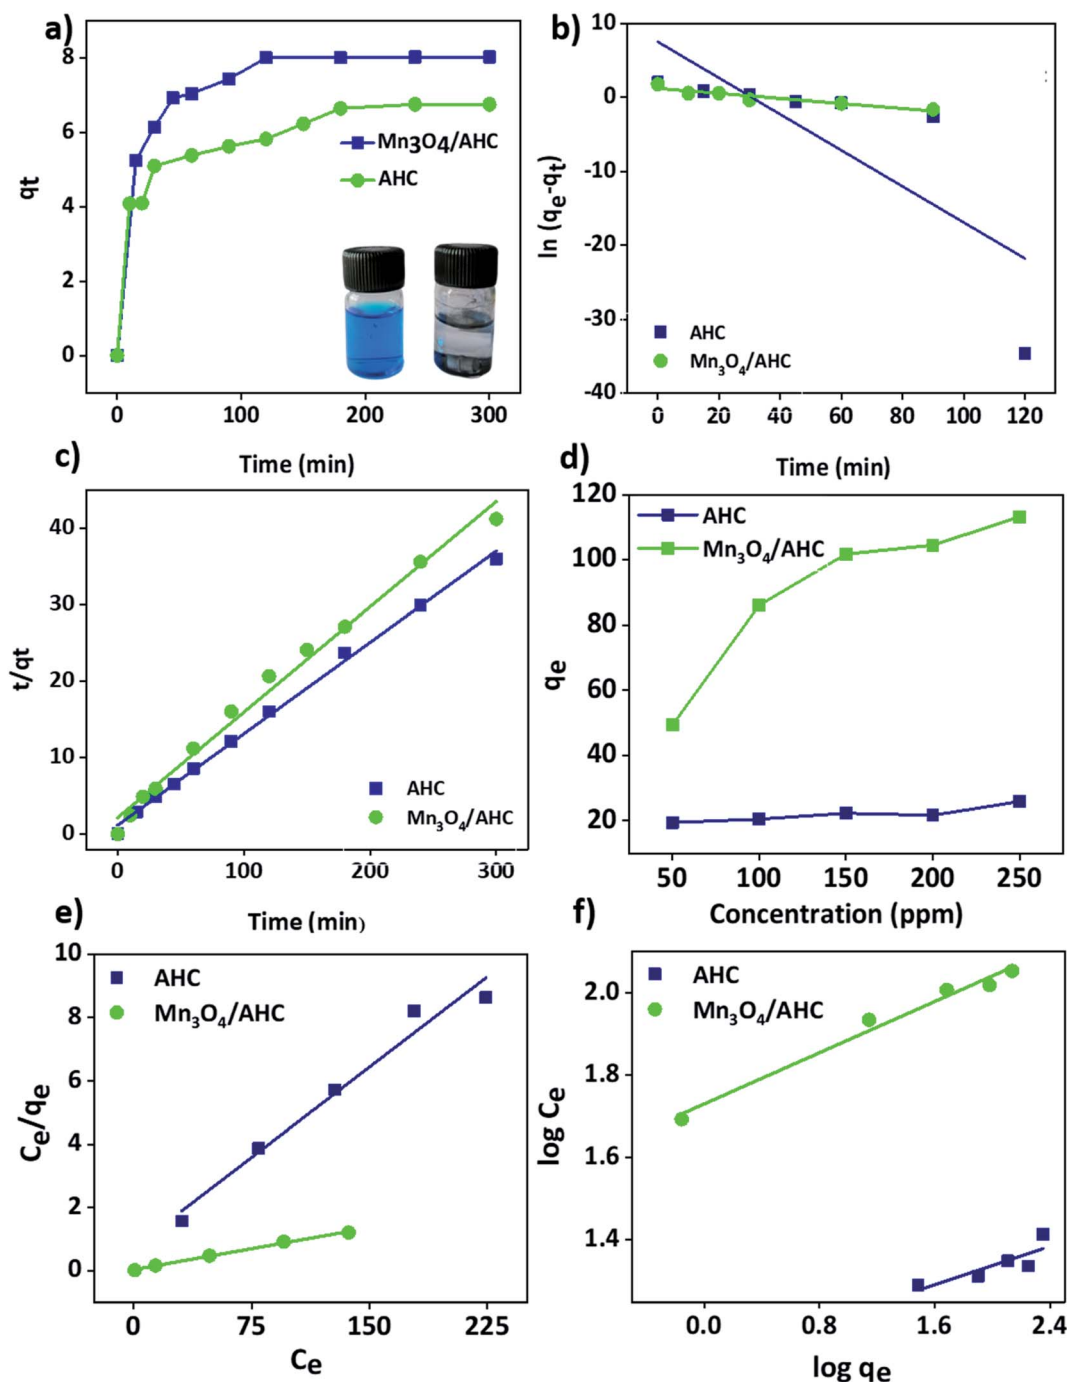 a)
8
6
4
2
0
qt
Mn3O4/AHC
AHC
0
100
200
300
Time (min)
b)
10
0
-10
-20
-30
-40
ln (qe-qt)
AHC
Mn3O4/AHC
0
20
40
60
80
100
120
Time (min)
c)
40
30
20
10
0
t/qt
AHC
Mn3O4/AHC
0
100
200
300
Time (min)
d)
120
100
80
60
40
20
qe
AHC
Mn3O4/AHC
50
100
150
200
250
Concentration (ppm)
e)
10
8
6
4
2
0
Ce/qe
AHC
Mn3O4/AHC
0
75
150
225
Ce
f)
2.0
1.8
1.6
1.4
log Ce
AHC
Mn3O4/AHC
0.0
0.8
1.6
2.4
log qe